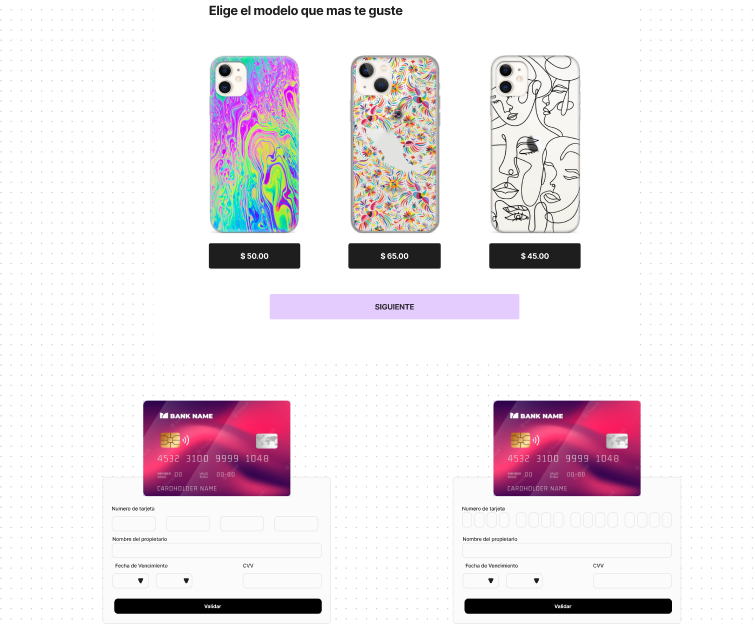 Elige el modelo que mas te guste
$ 50.00
$ 65.00
$ 45.00
SIGUIENTE
BANK NAME
4532 3100 9999 1048
00 00-00
CARDHOLDER NAME
Numero de tarjeta
Nombre del propietario
Fecha de Vencimiento
CVV
Validar
BANK NAME
4532 3100 9999 1048
00 00-00
CARDHOLDER NAME
Numero de tarjeta
Nombre del propietario
Fecha de Vencimiento
CVV
Validar